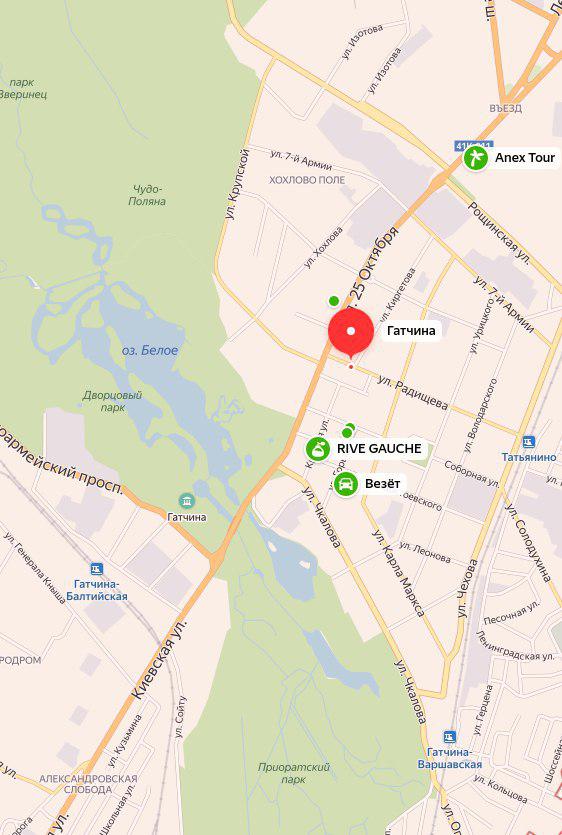 ул. Изотова
ул. Изотова
парк
Зверинец
ВЪЕЗД
Anex Tour
ул. 7-й Армии
ХОХЛОВО ПОЛЕ
ул. Крупской
Чудо-
Поляна
Рощинская ул.
ул. Хохлова
25 Октября
ул. Киргетова
ул. 7-й Армии
ул. Урицкого
Гатчина
оз. Белое
ул. Радищева
Дворцовый
парк
ул. Володарского
RIVE GAUCHE
Татьянино
Соборная ул.
просп.
Везёт
Гатчина
ул. Чкалова
ул. Солодухина
ул. Генерала Кныша
ул. Карла Маркса
ул. Леонова
Гатчина-
Балтийская
ул. Чехова
Песочная ул.
Ленинградская ул.
Киевская ул.
ул. Чкалова
ул. Сойту
ул. Герцена
ул. Кузьмина
Гатчина-
Варшавская
Приоратский
парк
АЛЕКСАНДРОВСКАЯ
СЛОБОДА
ул. Кольцова
Школьная ул.